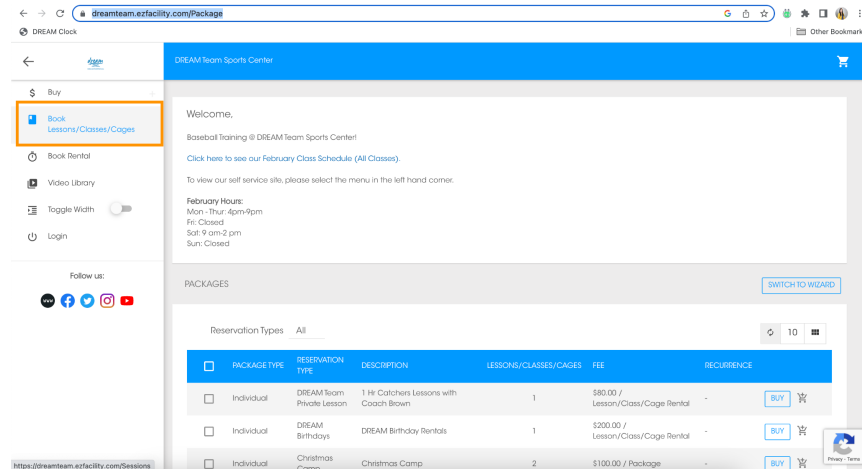 dreamteam.ezfacility.com/Package
DREAM Clock
Other Bookmark
DREAM Team Sports Center
$ Buy
Book
Lessons/Classes/Cages
Book Rental
Video Library
Toggle Width
Login
Follow us:
Welcome,
Baseball Training @ DREAM Team Sports Center!
Click here to see our February Class Schedule (All Classes).
To view our self service site, please select the menu in the left hand corner.
February Hours:
Mon - Thur: 4pm-9pm
Fri: Closed
Sat: 9 am-2 pm
Sun: Closed
PACKAGES
SWITCH TO WIZARD
Reservation Types All
10
PACKAGE TYPE RESERVATION TYPE DESCRIPTION LESSONS/CLASSES/CAGES FEE RECURRENCE
Individual DREAM Team Private Lesson 1 Hr Catchers Lessons with Coach Brown 1 $80.00 / Lesson/Class/Cage Rental - BUY
Individual DREAM Birthdays DREAM Birthday Rentals 1 $200.00 / Lesson/Class/Cage Rental - BUY
Individual Christmas Camp Christmas Camp 2 $100.00 / Package - BUY
Privacy - Terms
https://dreamteam.ezfacility.com/Sessions